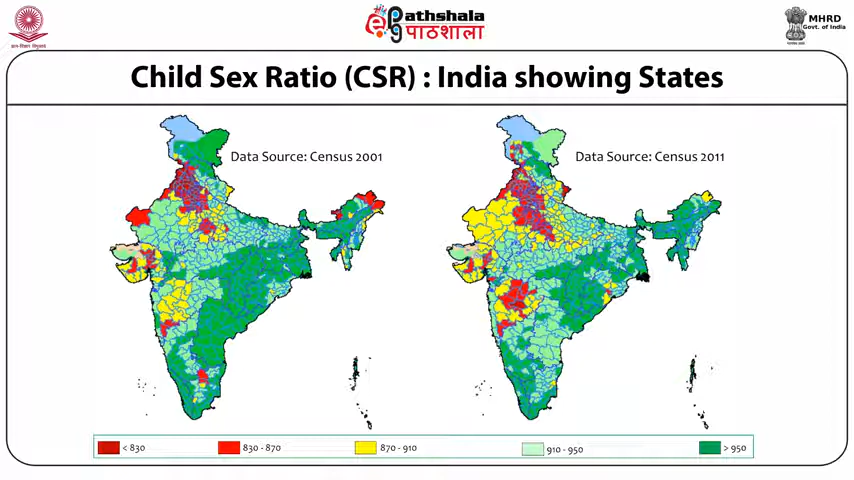 ePathshala
पाठशाला
MHRD
Govt. of India
Child Sex Ratio (CSR) : India showing States
Data Source: Census 2001
Data Source: Census 2011
< 830
830 - 870
870 - 910
910 - 950
> 950